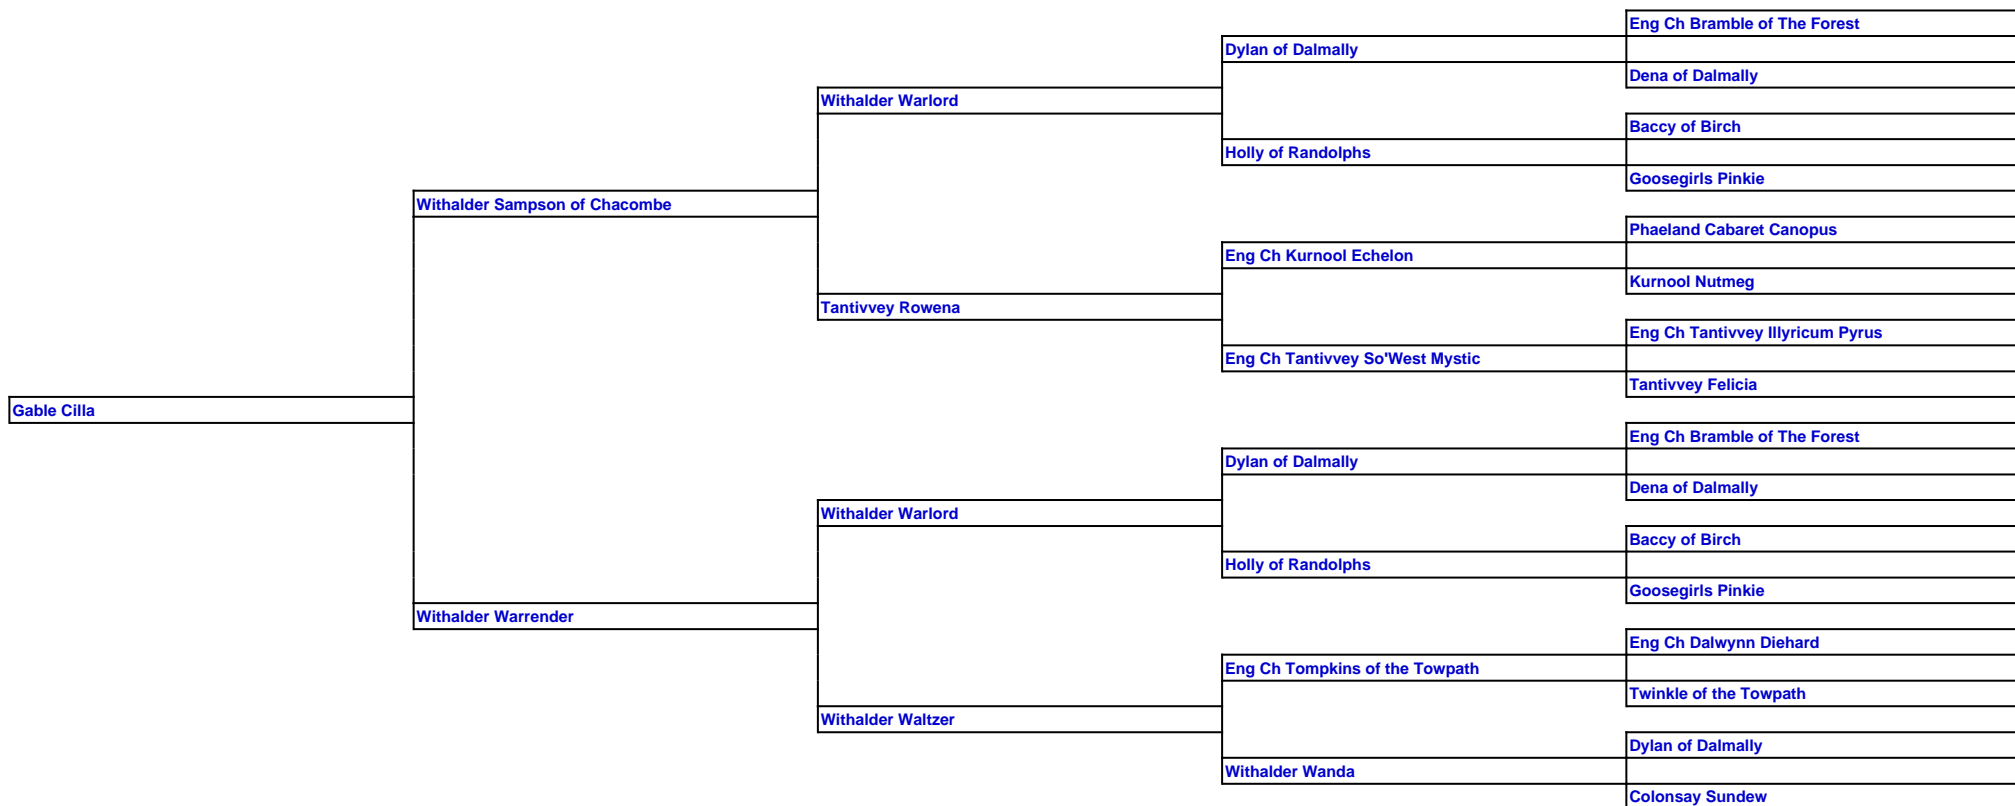 Eng Ch Bramble of The Forest
Dylan of Dalmally
Dena of Dalmally
Withalder Warlord
Baccy of Birch
Holly of Randolphs
Goosegirls Pinkie
Withalder Sampson of Chacombe
Phaeland Cabaret Canopus
Eng Ch Kurnool Echelon
Kurnool Nutmeg
Tantivvey Rowena
Eng Ch Tantivvey Illyricum Pyrus
Eng Ch Tantivvey So'West Mystic
Tantivvey Felicia
Gable Cilla
Eng Ch Bramble of The Forest
Dylan of Dalmally
Dena of Dalmally
Withalder Warlord
Baccy of Birch
Holly of Randolphs
Goosegirls Pinkie
Withalder Warrender
Eng Ch Dalwynn Diehard
Eng Ch Tompkins of the Towpath
Twinkle of the Towpath
Withalder Waltzer
Dylan of Dalmally
Withalder Wanda
Colonsay Sundew